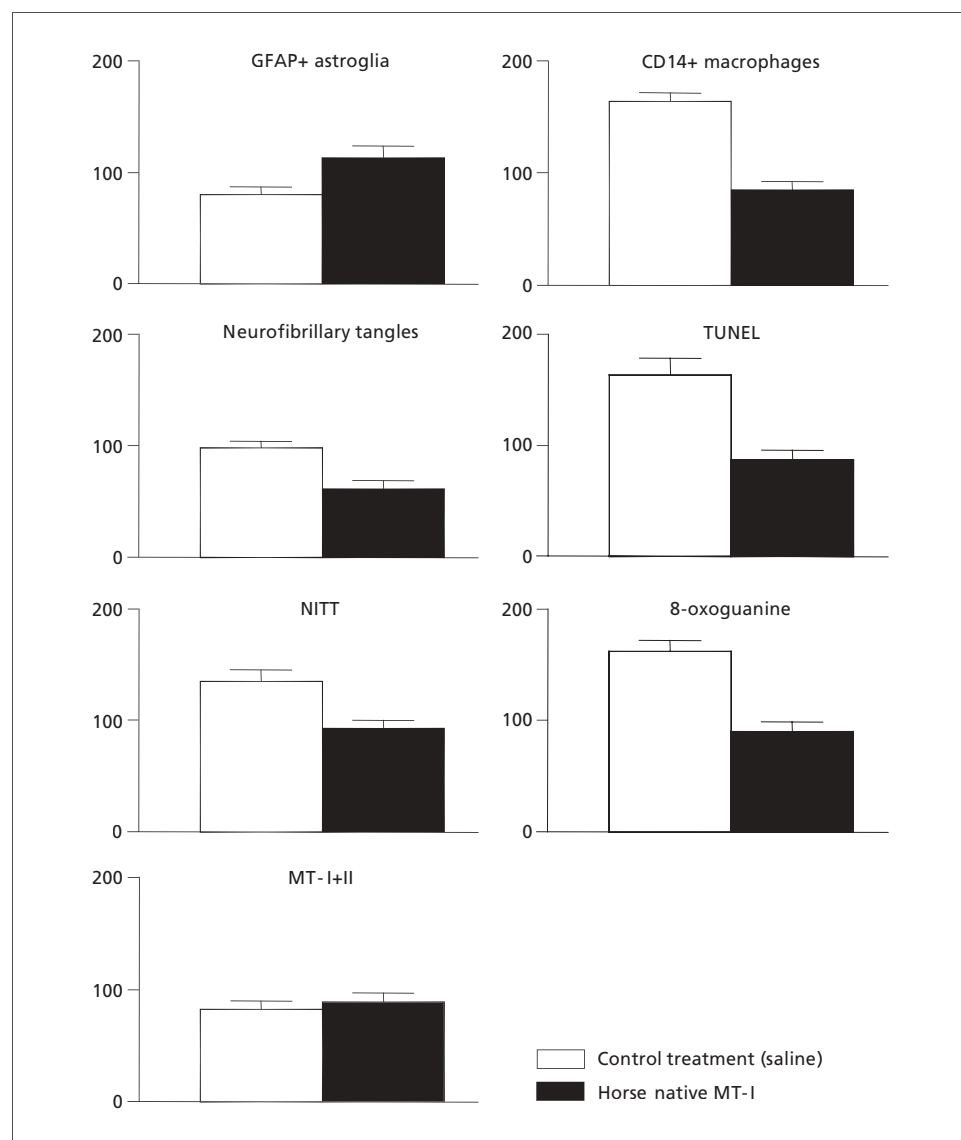 GFAP+ astroglia
200
100
0
CD14+ macrophages
200
100
0
Neurofibrillary tangles
200
100
0
TUNEL
200
100
0
NITT
200
100
0
8-oxoguanine
200
100
0
MT-I+II
200
100
0
Control treatment (saline)
Horse native MT-I